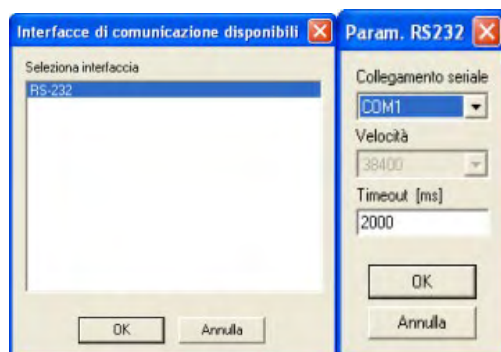 Interfacce di comunicazione disponibili
Seleziona interfaccia
RS-232
OK
Annulla
Param. RS232
Collegamento seriale
COM1
Velocità
38400
Timeout [ms]
2000
OK
Annulla